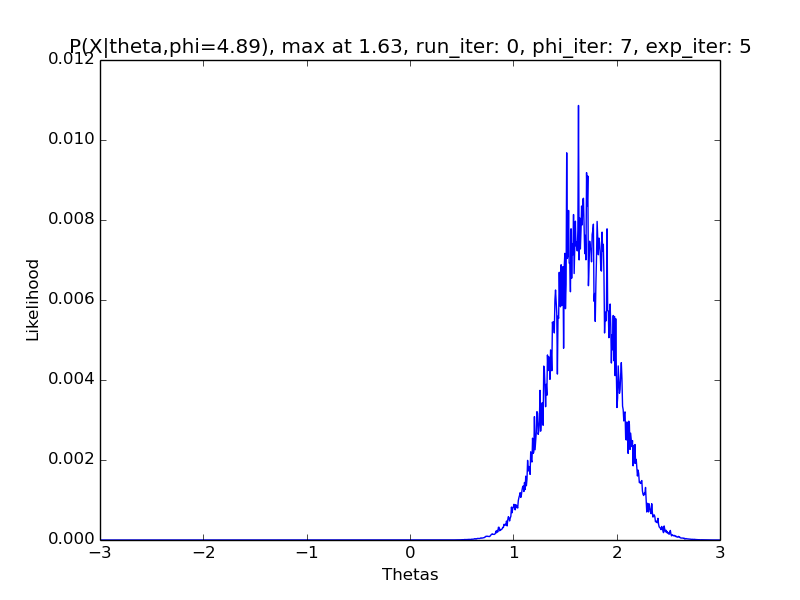 P(X|theta,phi=4.89), max at 1.63, run_iter: 0, phi_iter: 7, exp_iter: 5
0.012
0.010
0.008
0.006
0.004
0.002
0.000
Likelihood
−3 −2 −1 0 1 2 3
Thetas